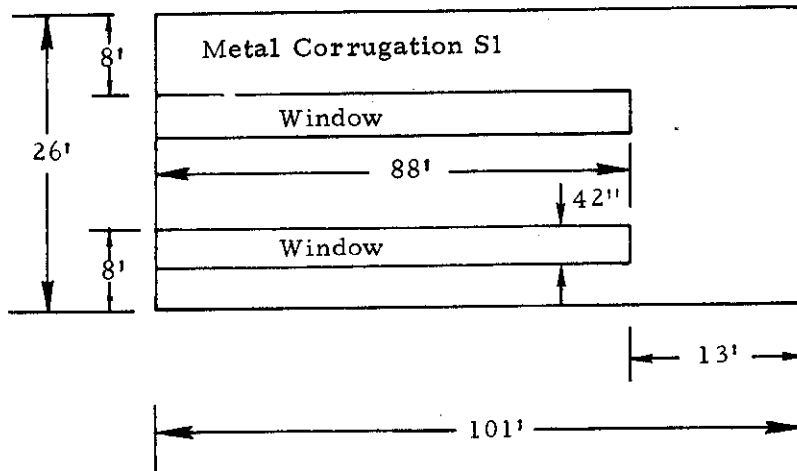 Metal Corrugation S1
8'
Window
26'
88'
42"
Window
8'
13'
101'